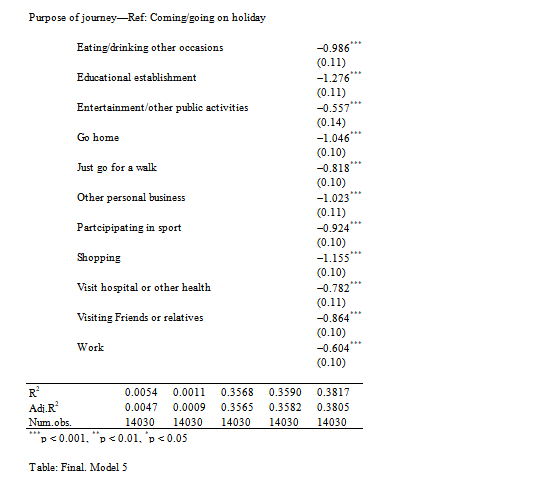 Purpose of journey—Ref: Coming/going on holiday
Eating/drinking other occasions −0.986***
(0.11)
Educational establishment −1.276***
(0.11)
Entertainment/other public activities −0.557***
(0.14)
Go home −1.046***
(0.10)
Just go for a walk −0.818***
(0.10)
Other personal business −1.023***
(0.11)
Partcipipating in sport −0.924***
(0.10)
Shopping −1.155***
(0.10)
Visit hospital or other health −0.782***
(0.11)
Visiting Friends or relatives −0.864***
(0.10)
Work −0.604***
(0.10)
R² 0.0054 0.0011 0.3568 0.3590 0.3817
Adj.R² 0.0047 0.0009 0.3565 0.3582 0.3805
Num.obs. 14030 14030 14030 14030 14030
***p < 0.001, **p < 0.01, *p < 0.05
Table: Final. Model 5